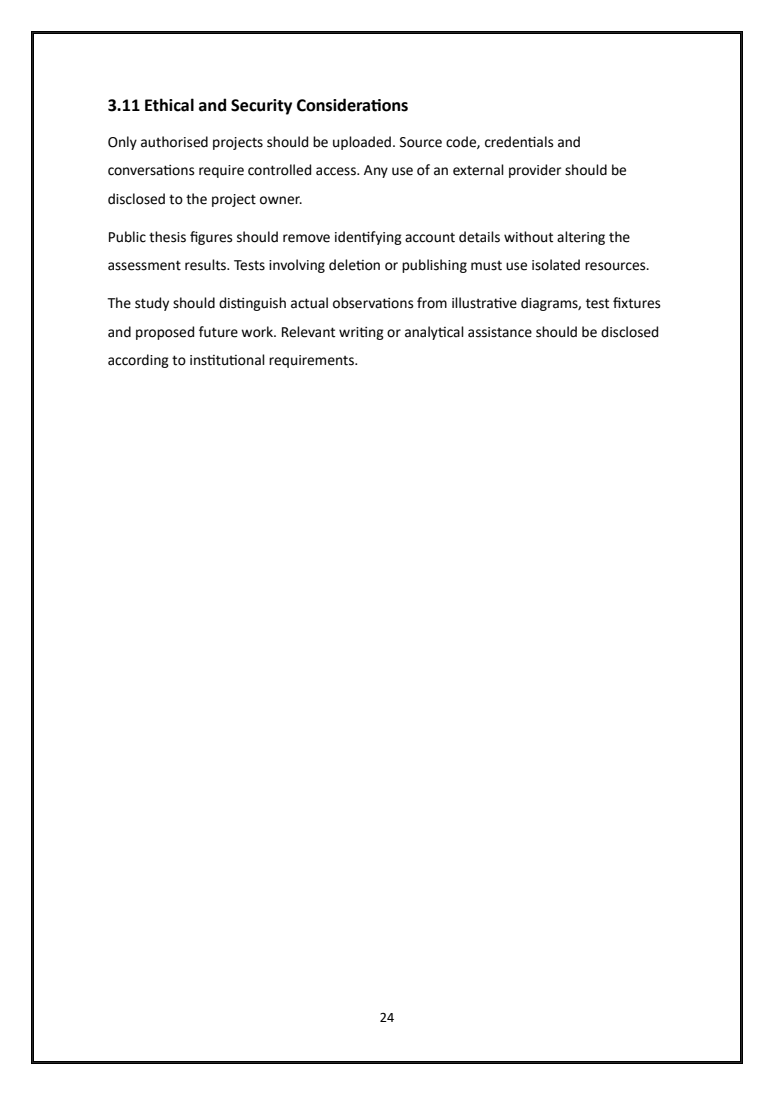 3.11 Ethical and Security Considerations
Only authorised projects should be uploaded. Source code, credentials and
conversations require controlled access. Any use of an external provider should be
disclosed to the project owner.
Public thesis figures should remove identifying account details without altering the
assessment results. Tests involving deletion or publishing must use isolated resources.
The study should distinguish actual observations from illustrative diagrams, test fixtures
and proposed future work. Relevant writing or analytical assistance should be disclosed
according to institutional requirements.
24